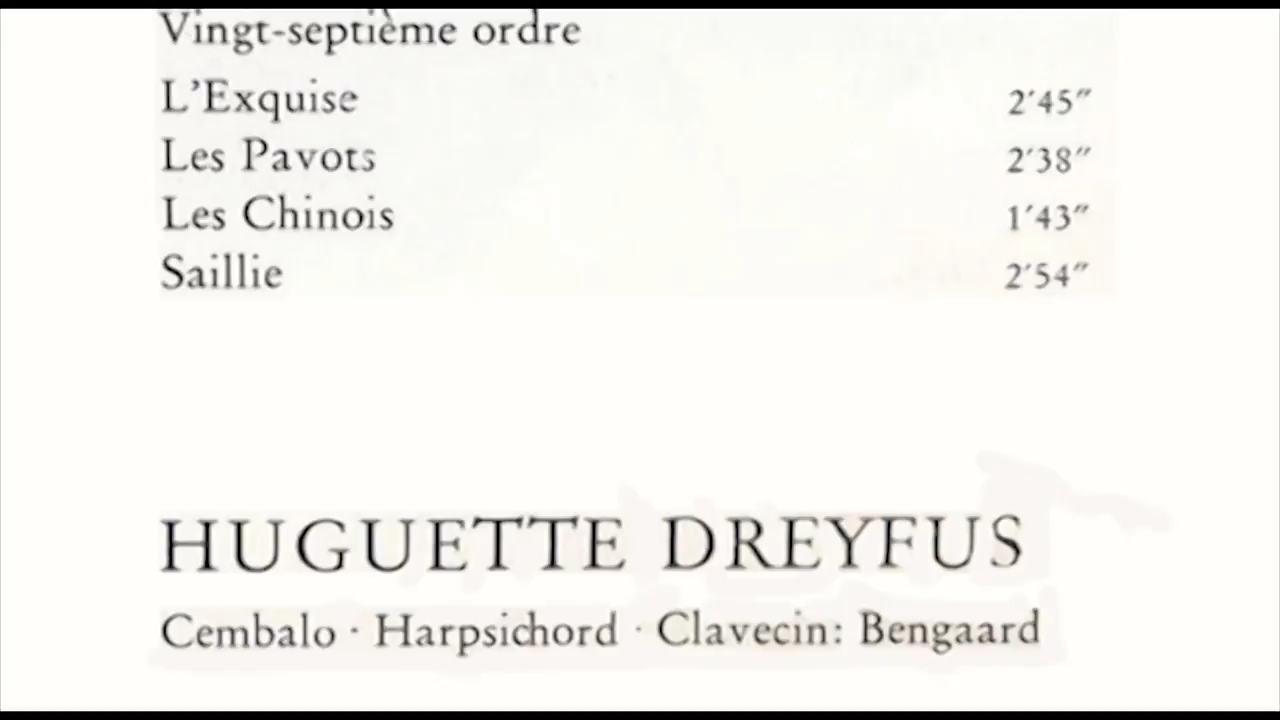 Vingt-septième ordre
L’Exquise 2′45″
Les Pavots 2′38″
Les Chinois 1′43″
Saillie 2′54″
HUGUETTE DREYFUS
Cembalo · Harpsichord · Clavecin: Bengaard